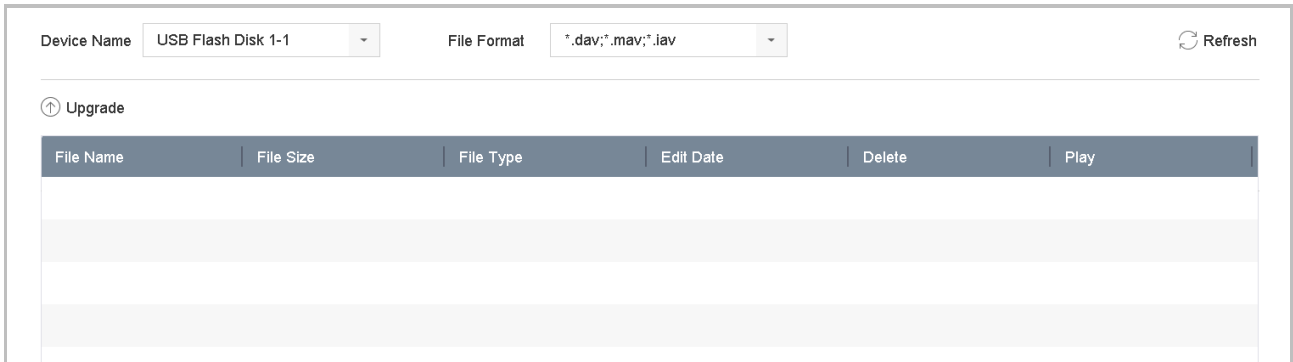 Device Name USB Flash Disk 1-1 File Format *.dav;*.mav;*.iav Refresh
Upgrade
File Name File Size File Type Edit Date Delete Play